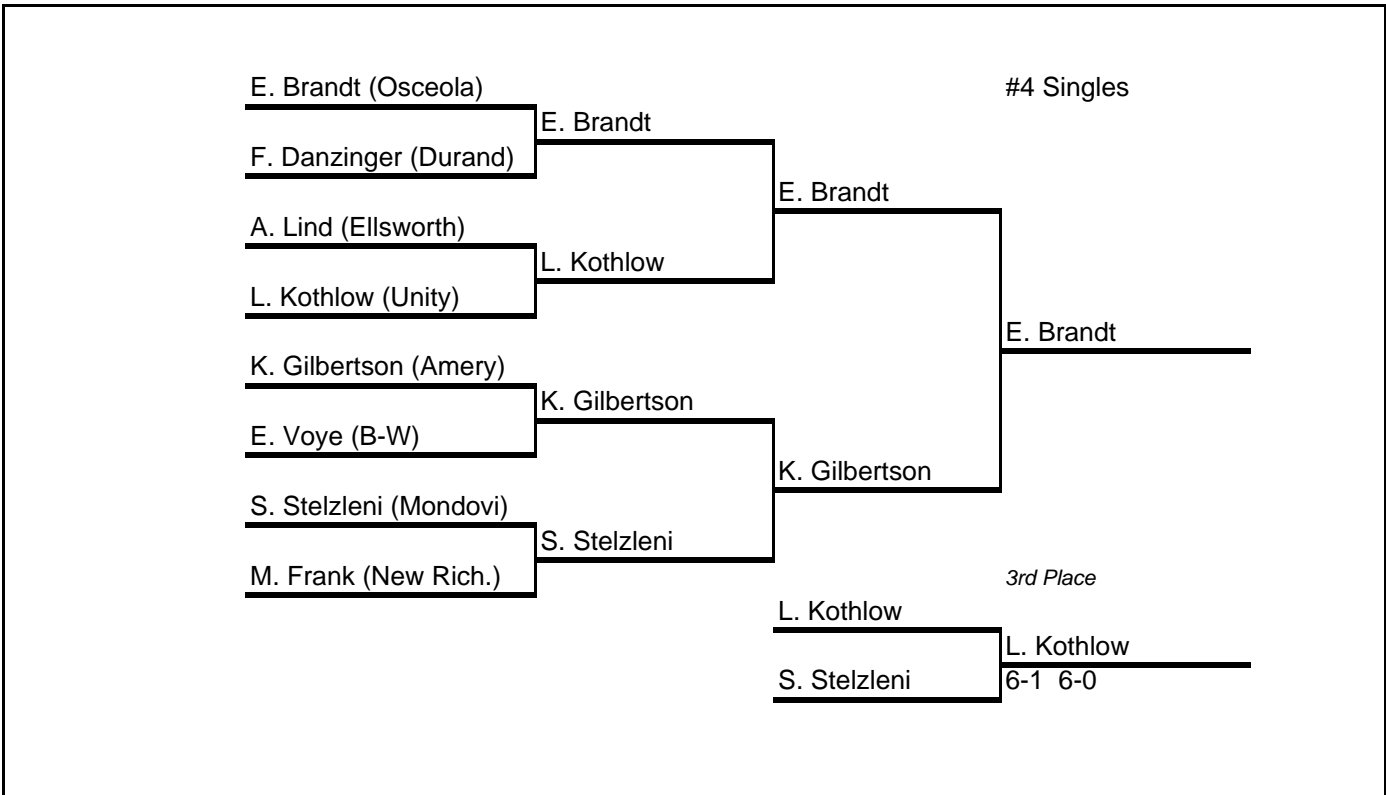 E. Brandt (Osceola)
#4 Singles
E. Brandt
F. Danzinger (Durand)
E. Brandt
A. Lind (Ellsworth)
L. Kothlow
L. Kothlow (Unity)
E. Brandt
K. Gilbertson (Amery)
K. Gilbertson
E. Voye (B-W)
K. Gilbertson
S. Stelzleni (Mondovi)
S. Stelzleni
M. Frank (New Rich.)
3rd Place
L. Kothlow
L. Kothlow
S. Stelzleni
6-1 6-0